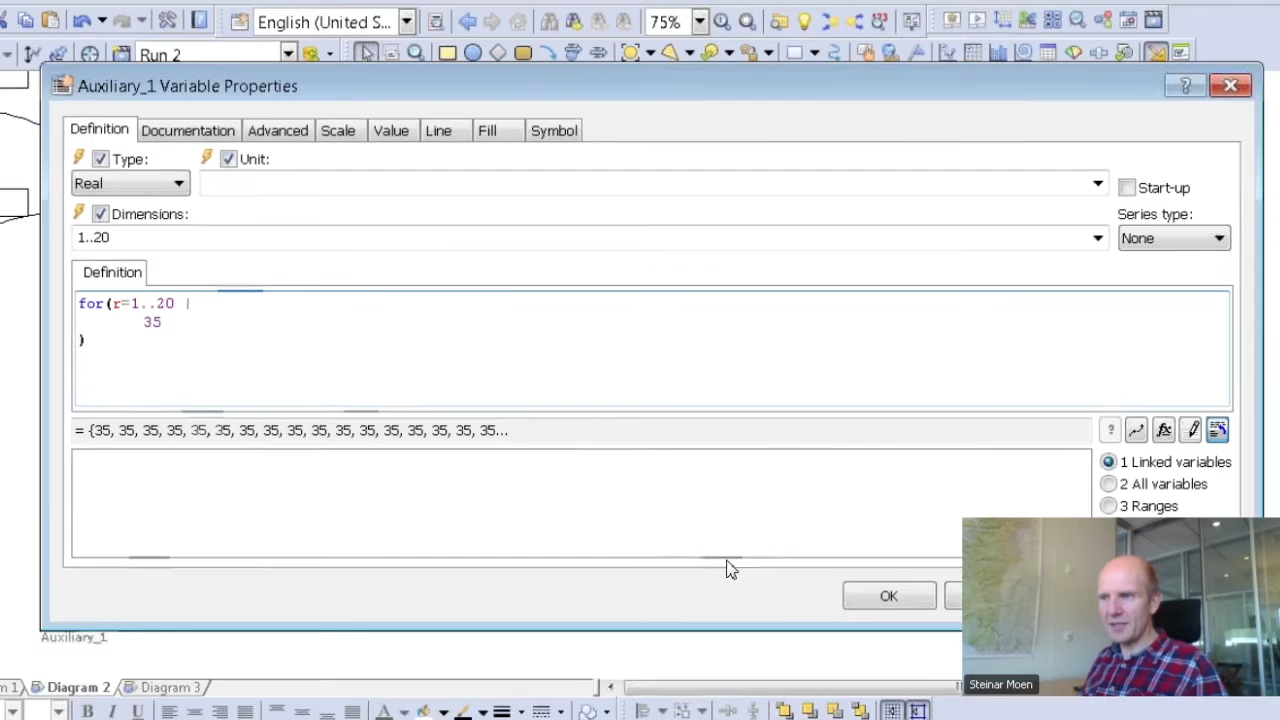 English (United S...
75%
Run 2
Auxiliary_1 Variable Properties
?
Definition
Documentation
Advanced
Scale
Value
Line
Fill
Symbol
Type:
Unit:
Real
Start-up
Dimensions:
Series type:
1..20
None
Definition
for(r=1..20 |
35
)
= {35, 35, 35, 35, 35, 35, 35, 35, 35, 35, 35, 35, 35, 35, 35, 35, 35...
?
fx
1 Linked variables
2 All variables
3 Ranges
OK
Auxiliary_1
Steinar Moen
m 1
Diagram 2
Diagram 3
B I U
A